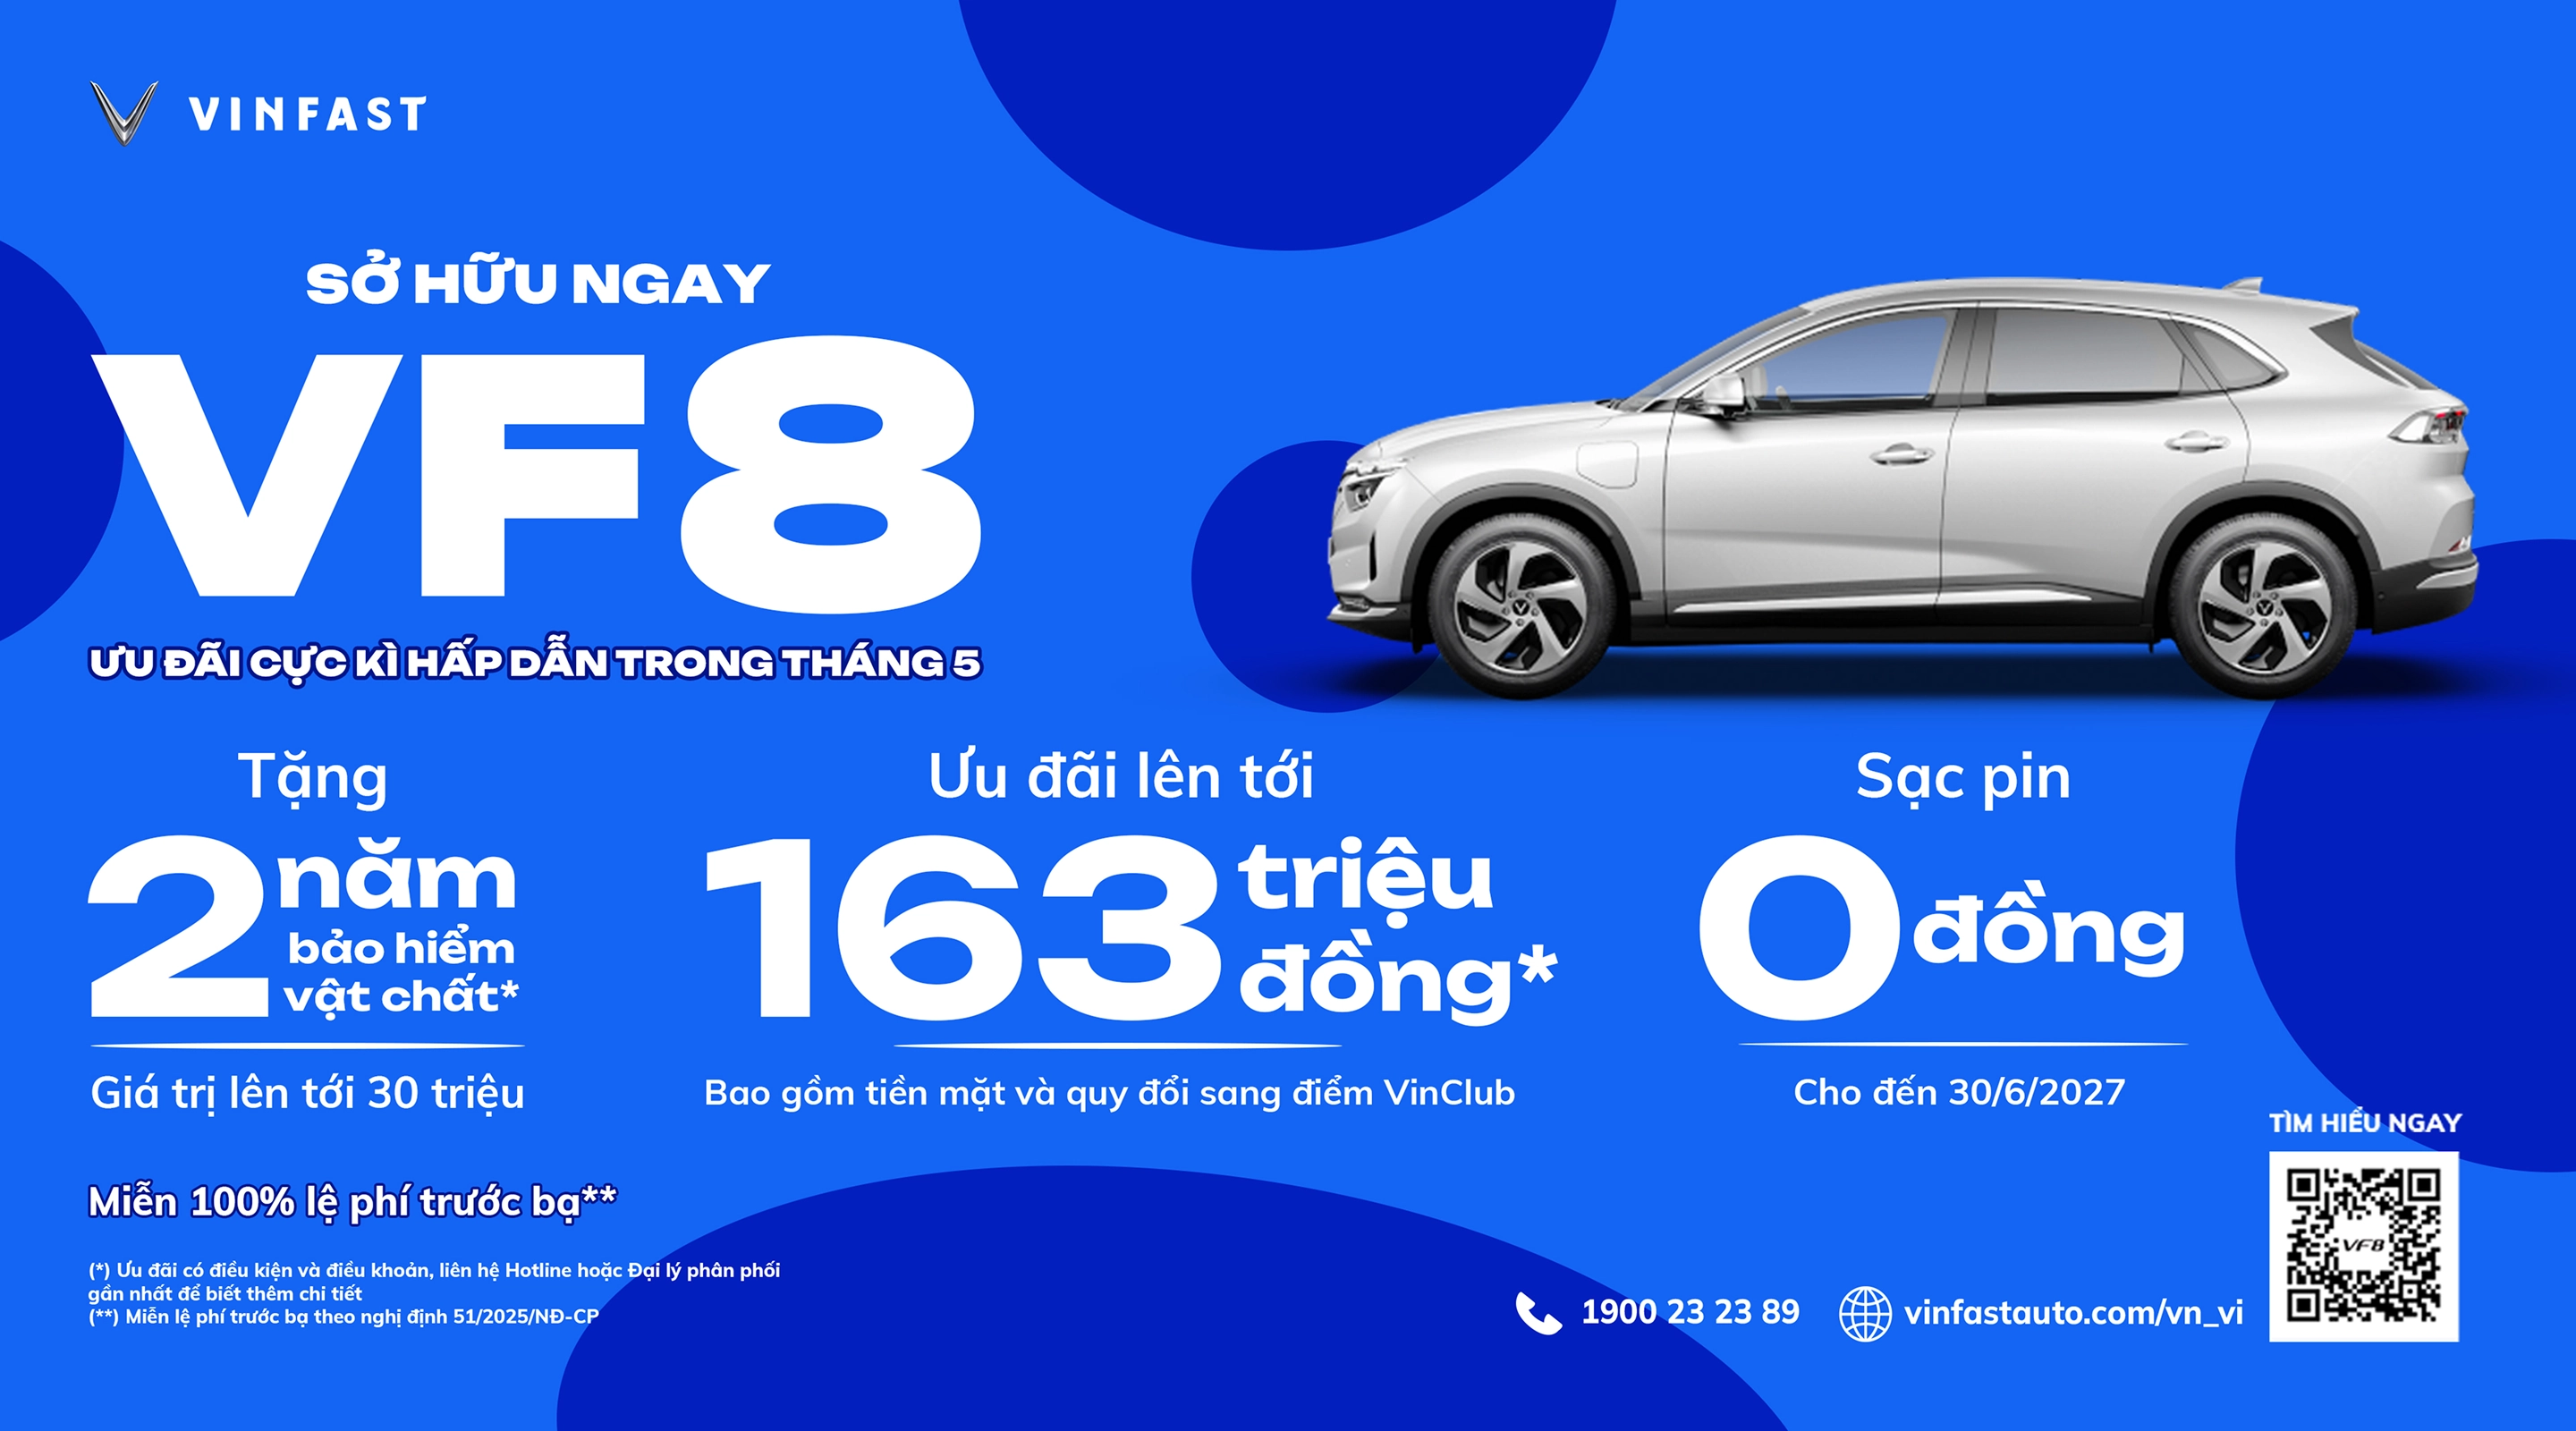 VINFAST
SỞ HỮU NGAY
VF8
ƯU ĐÃI CỰC KÌ HẤP DẪN TRONG THÁNG 5
Tặng
2 năm
bảo hiểm
vật chất*
Giá trị lên tới 30 triệu
Ưu đãi lên tới
163 triệu
đồng*
Bao gồm tiền mặt và quy đổi sang điểm VinClub
Sạc pin
0 đồng
Cho đến 30/6/2027
Miễn 100% lệ phí trước bạ**
(*) Ưu đãi có điều kiện và điều khoản, liên hệ Hotline hoặc Đại lý phân phối
gần nhất để biết thêm chi tiết
(**) Miễn lệ phí trước bạ theo nghị định 51/2025/NĐ-CP
1900 23 23 89
vinfastauto.com/vn_vi
TÌM HIỂU NGAY
VF8